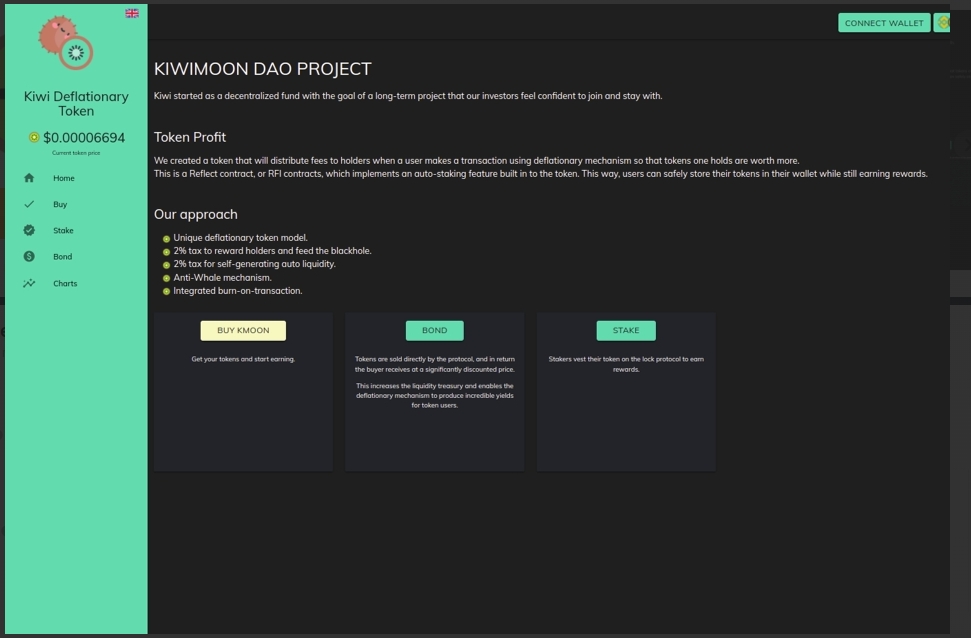 Kiwi Deflationary
Token
$0.00006694
Current token price
Home
Buy
Stake
Bond
Charts
CONNECT WALLET
KIWIMOON DAO PROJECT
Kiwi started as a decentralized fund with the goal of a long-term project that our investors feel confident to join and stay with.
Token Profit
We created a token that will distribute fees to holders when a user makes a transaction using deflationary mechanism so that tokens one holds are worth more.
This is a Reflect contract, or RFI contracts, which implements an auto-staking feature built in to the token. This way, users can safely store their tokens in their wallet while still earning rewards.
Our approach
Unique deflationary token model.
2% tax to reward holders and feed the blackhole.
2% tax for self-generating auto liquidity.
Anti-Whale mechanism.
Integrated burn-on-transaction.
BUY KMOON
Get your tokens and start earning.
BOND
Tokens are sold directly by the protocol, and in return
the buyer receives at a significantly discounted price.
This increases the liquidity treasury and enables the
deflationary mechanism to produce incredible yields
for token users.
STAKE
Stakers vest their token on the lock protocol to earn
rewards.